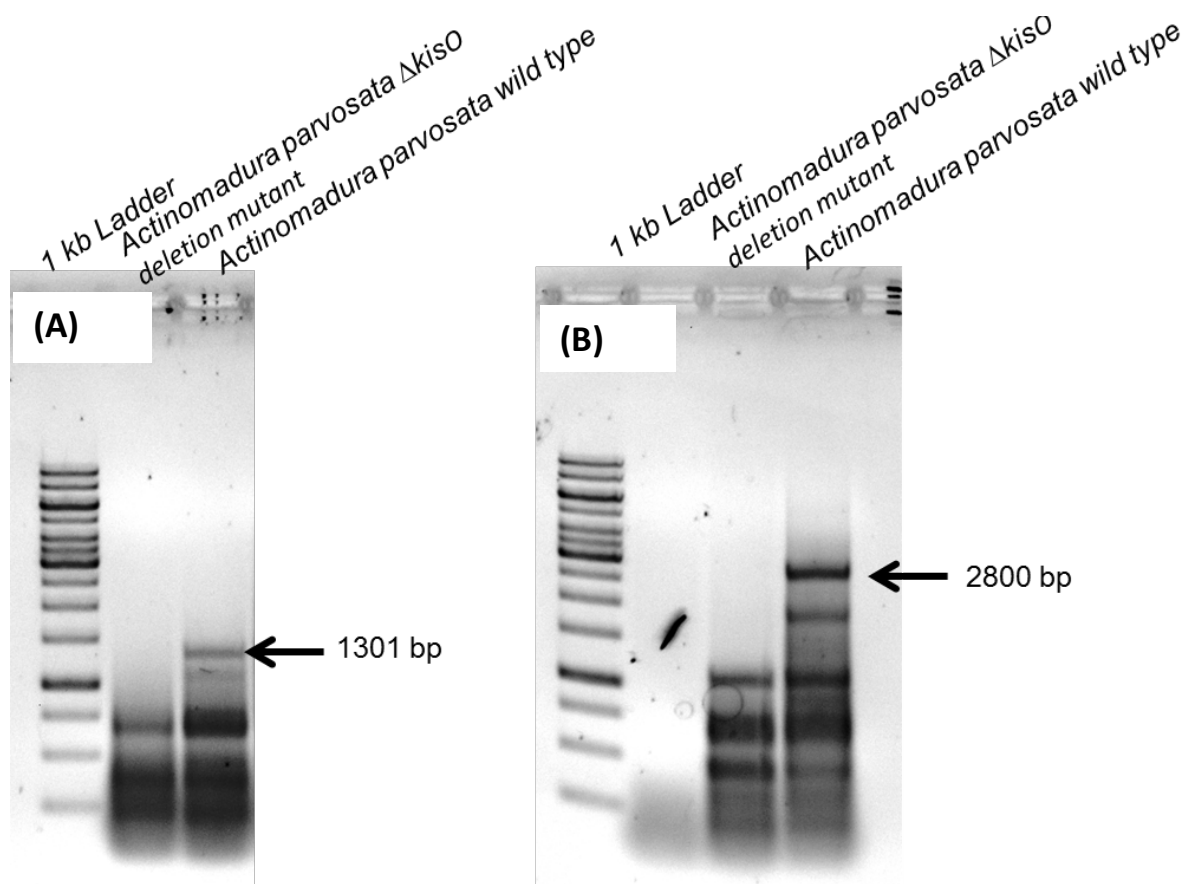 1 kb Ladder
Actinomadura parvosata ΔkisO
deletion mutant
Actinomadura parvosata wild type
(A)
1301 bp
1 kb Ladder
Actinomadura parvosata ΔkisO
deletion mutant
Actinomadura parvosata wild type
(B)
2800 bp